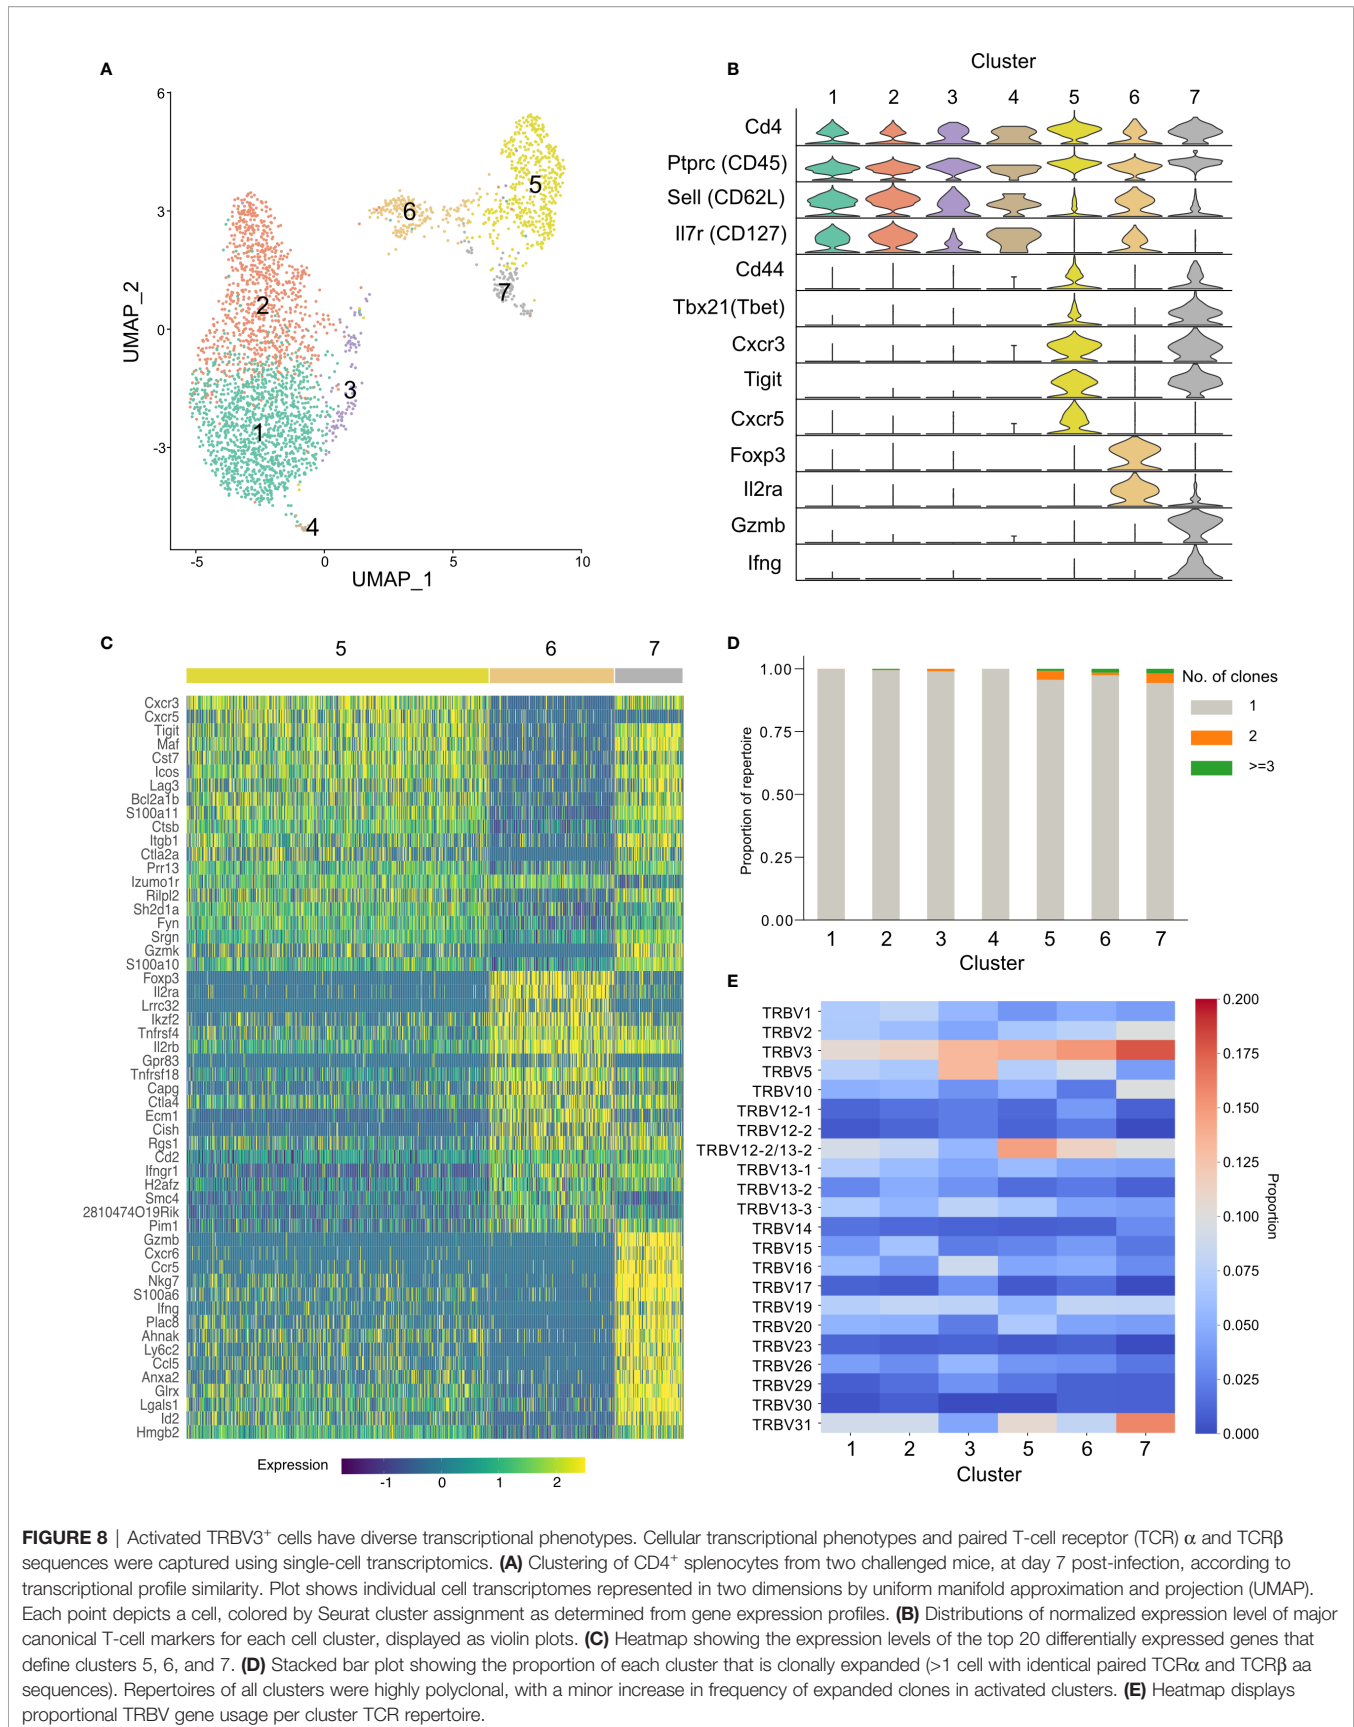 A
6
3
0
-3
UMAP_2
-5
0
5
10
UMAP_1
1
2
3
4
5
6
7
B
Cluster
1 2 3 4 5 6 7
Cd4
Ptprc (CD45)
Sell (CD62L)
Il7r (CD127)
Cd44
Tbx21(Tbet)
Cxcr3
Tigit
Cxcr5
Foxp3
Il2ra
Gzmb
Ifng
C
5 6 7
Cxcr3
Cxcr5
Tigit
Maf
Cst7
Icos
Lag3
Bcl2a1b
S100a11
Ctsb
Itgb1
Ctla2a
Prr13
Izumo1r
Rilpl2
Sh2d1a
Fyn
Srgn
Gzmk
S100a10
Foxp3
Il2ra
Lrrc32
Ikzf2
Tnfrsf4
Il2rb
Gpr83
Tnfrsf18
Capg
Ctla4
Ecm1
Cish
Rgs1
Cd2
Ifngr1
H2afz
Smc4
2810474O19Rik
Pim1
Gzmb
Cxcr6
Ccr5
Nkg7
S100a6
Ifng
Plac8
Ahnak
Ly6c2
Ccl5
Anxa2
Glrx
Lgals1
Id2
Hmgb2
Expression
-1 0 1 2
D
1.00
0.75
0.50
0.25
0.00
Proportion of repertoire
1 2 3 4 5 6 7
Cluster
No. of clones
1
2
>=3
E
TRBV1
TRBV2
TRBV3
TRBV5
TRBV10
TRBV12-1
TRBV12-2
TRBV12-2/13-2
TRBV13-1
TRBV13-2
TRBV13-3
TRBV14
TRBV15
TRBV16
TRBV17
TRBV19
TRBV20
TRBV23
TRBV26
TRBV29
TRBV30
TRBV31
1 2 3 5 6 7
Cluster
0.200
0.175
0.150
0.125
0.100
0.075
0.050
0.025
0.000
Proportion
FIGURE 8 | Activated TRBV3⁺ cells have diverse transcriptional phenotypes. Cellular transcriptional phenotypes and paired T-cell receptor (TCR) α and TCRβ
sequences were captured using single-cell transcriptomics. (A) Clustering of CD4⁺ splenocytes from two challenged mice, at day 7 post-infection, according to
transcriptional profile similarity. Plot shows individual cell transcriptomes represented in two dimensions by uniform manifold approximation and projection (UMAP).
Each point depicts a cell, colored by Seurat cluster assignment as determined from gene expression profiles. (B) Distributions of normalized expression level of major
canonical T-cell markers for each cell cluster, displayed as violin plots. (C) Heatmap showing the expression levels of the top 20 differentially expressed genes that
define clusters 5, 6, and 7. (D) Stacked bar plot showing the proportion of each cluster that is clonally expanded (>1 cell with identical paired TCRα and TCRβ aa
sequences). Repertoires of all clusters were highly polyclonal, with a minor increase in frequency of expanded clones in activated clusters. (E) Heatmap displays
proportional TRBV gene usage per cluster TCR repertoire.